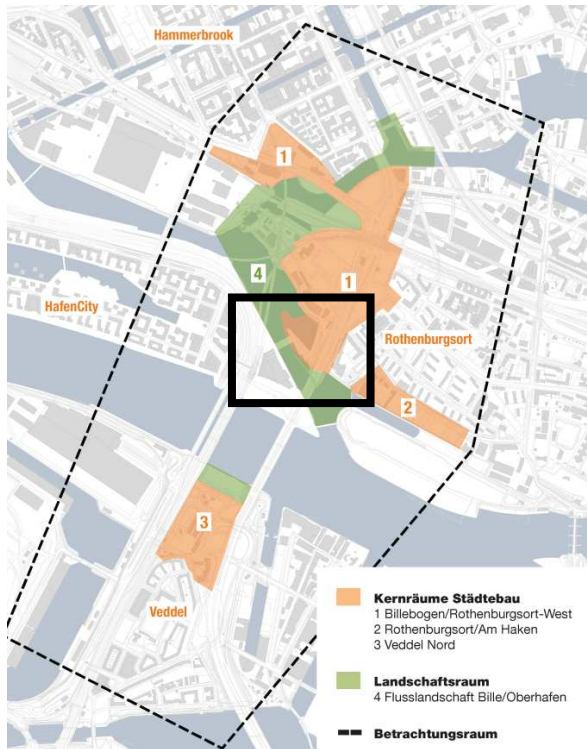 Hammerbrook
1
4
1
HafenCity
Rothenburgsort
2
3
Veddel
Kernräume Städtebau
1 Billebogen/Rothenburgsort-West
2 Rothenburgsort/Am Haken
3 Veddel Nord
Landschaftsraum
4 Flusslandschaft Bille/Oberhafen
Betrachtungsraum